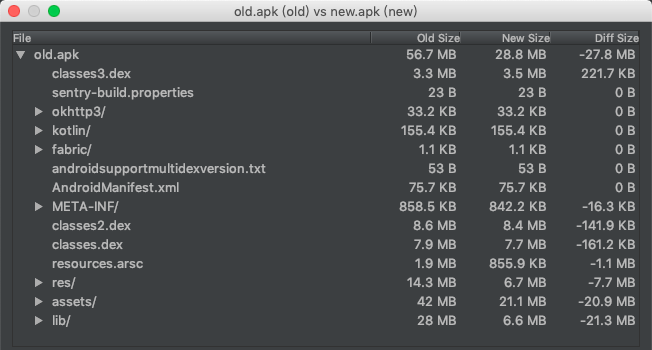 old.apk (old) vs new.apk (new)
File Old Size New Size Diff Size
old.apk 56.7 MB 28.8 MB -27.8 MB
classes3.dex 3.3 MB 3.5 MB 221.7 KB
sentry-build.properties 23 B 23 B 0 B
okhttp3/ 33.2 KB 33.2 KB 0 B
kotlin/ 155.4 KB 155.4 KB 0 B
fabric/ 1.1 KB 1.1 KB 0 B
androidsupportmultidexversion.txt 53 B 53 B 0 B
AndroidManifest.xml 75.7 KB 75.7 KB 0 B
META-INF/ 858.5 KB 842.2 KB -16.3 KB
classes2.dex 8.6 MB 8.4 MB -141.9 KB
classes.dex 7.9 MB 7.7 MB -161.2 KB
resources.arsc 1.9 MB 855.9 KB -1.1 MB
res/ 14.3 MB 6.7 MB -7.7 MB
assets/ 42 MB 21.1 MB -20.9 MB
lib/ 28 MB 6.6 MB -21.3 MB